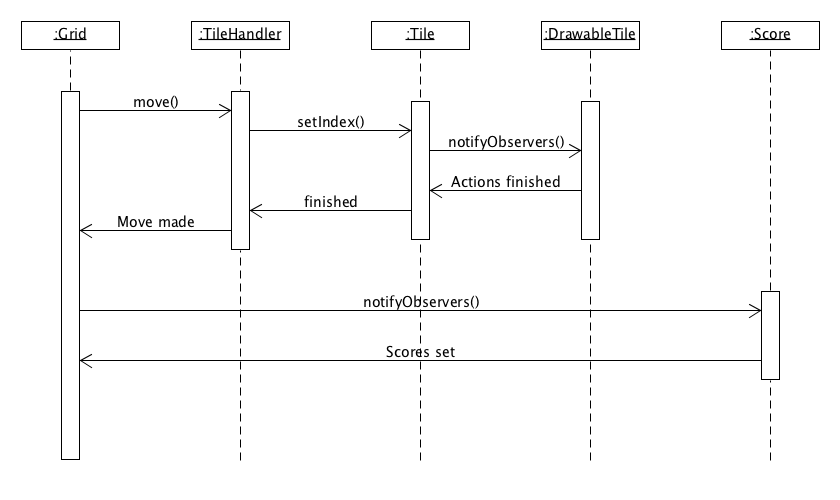 :Grid
:TileHandler
:Tile
:DrawableTile
:Score
move()
setIndex()
notifyObservers()
Actions finished
finished
Move made
notifyObservers()
Scores set